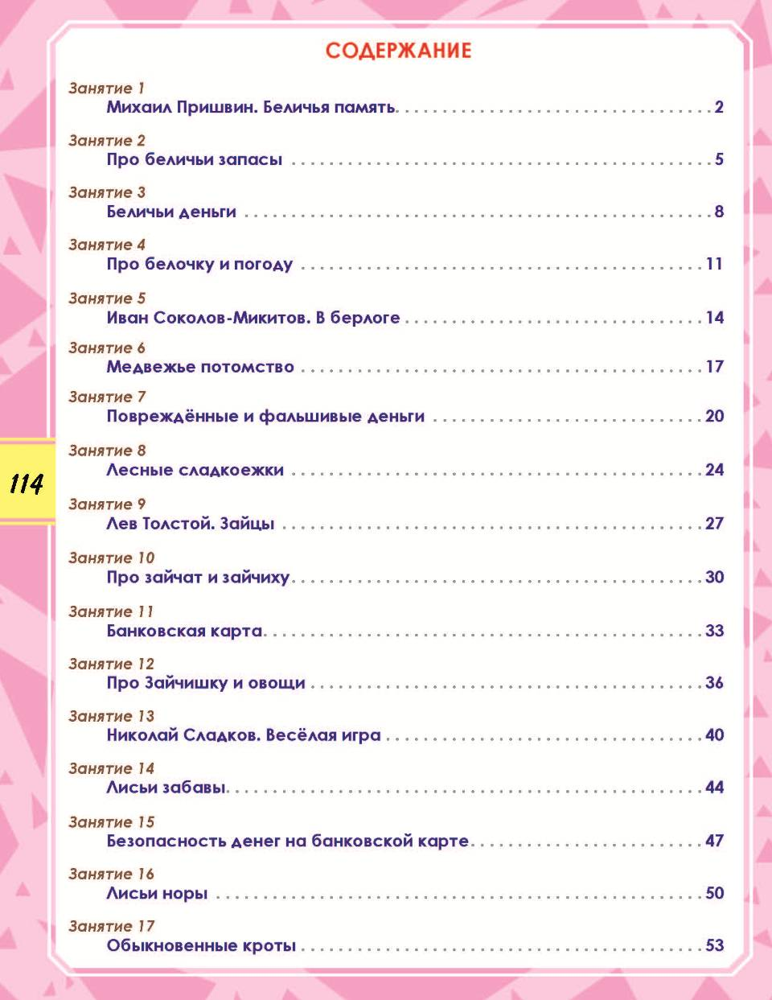 СОДЕРЖАНИЕ
Занятие 1
Михаил Пришвин. Беличья память. . . . . . . . . . . . . . . . . . . . . . . . . . . . . . . . . 2
Занятие 2
Про беличьи запасы . . . . . . . . . . . . . . . . . . . . . . . . . . . . . . . . . . . . . . . . . . . . 5
Занятие 3
Беличьи деньги . . . . . . . . . . . . . . . . . . . . . . . . . . . . . . . . . . . . . . . . . . . . . . . . . 8
Занятие 4
Про белочку и погоду . . . . . . . . . . . . . . . . . . . . . . . . . . . . . . . . . . . . . . . . . . 11
Занятие 5
Иван Соколов-Микитов. В берлоге . . . . . . . . . . . . . . . . . . . . . . . . . . . . . . . 14
Занятие 6
Медвежье потомство . . . . . . . . . . . . . . . . . . . . . . . . . . . . . . . . . . . . . . . . . . 17
Занятие 7
Повреждённые и фальшивые деньги . . . . . . . . . . . . . . . . . . . . . . . . . . . . 20
Занятие 8
Лесные сладкоежки . . . . . . . . . . . . . . . . . . . . . . . . . . . . . . . . . . . . . . . . . . . 24
114
Занятие 9
Лев Толстой. Зайцы . . . . . . . . . . . . . . . . . . . . . . . . . . . . . . . . . . . . . . . . . . . . 27
Занятие 10
Про зайчат и зайчиху. . . . . . . . . . . . . . . . . . . . . . . . . . . . . . . . . . . . . . . . . . . 30
Занятие 11
Банковская карта. . . . . . . . . . . . . . . . . . . . . . . . . . . . . . . . . . . . . . . . . . . . . . 33
Занятие 12
Про Зайчишку и овощи . . . . . . . . . . . . . . . . . . . . . . . . . . . . . . . . . . . . . . . . . 36
Занятие 13
Николай Сладков. Весёлая игра . . . . . . . . . . . . . . . . . . . . . . . . . . . . . . . . . 40
Занятие 14
Лисьи забавы. . . . . . . . . . . . . . . . . . . . . . . . . . . . . . . . . . . . . . . . . . . . . . . . . . 44
Занятие 15
Безопасность денег на банковской карте. . . . . . . . . . . . . . . . . . . . . . . . 47
Занятие 16
Лисьи норы . . . . . . . . . . . . . . . . . . . . . . . . . . . . . . . . . . . . . . . . . . . . . . . . . . . 50
Занятие 17
Обыкновенные кроты . . . . . . . . . . . . . . . . . . . . . . . . . . . . . . . . . . . . . . . . . . 53